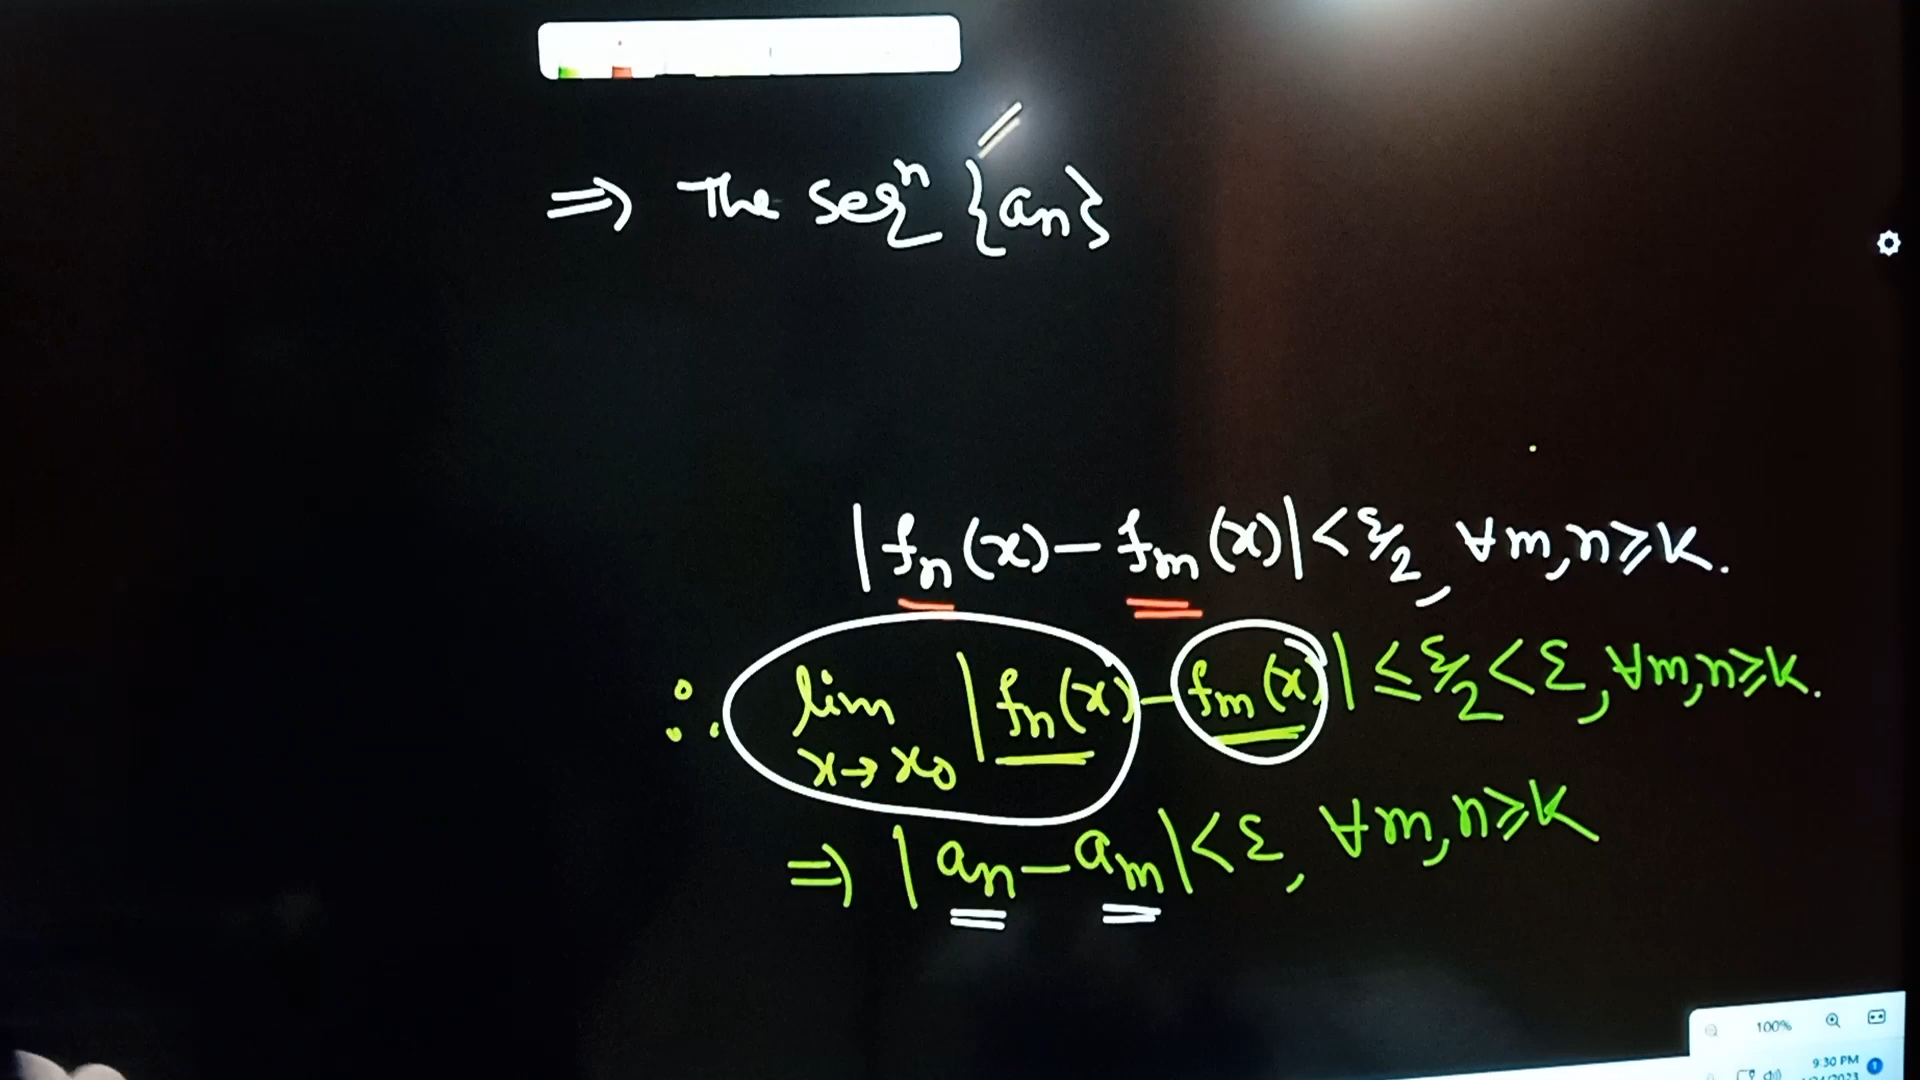 ⇒ The seqⁿ {aₙ}
|fₙ(x) − fₘ(x)| < ε/2, ∀m,n ≥ K.
∴ lim x→x₀ |fₙ(x) − fₘ(x)| ≤ ε/2 < ε, ∀m,n ≥ K.
⇒ |aₙ − aₘ| < ε, ∀m,n ≥ K
100%
9:30 PM